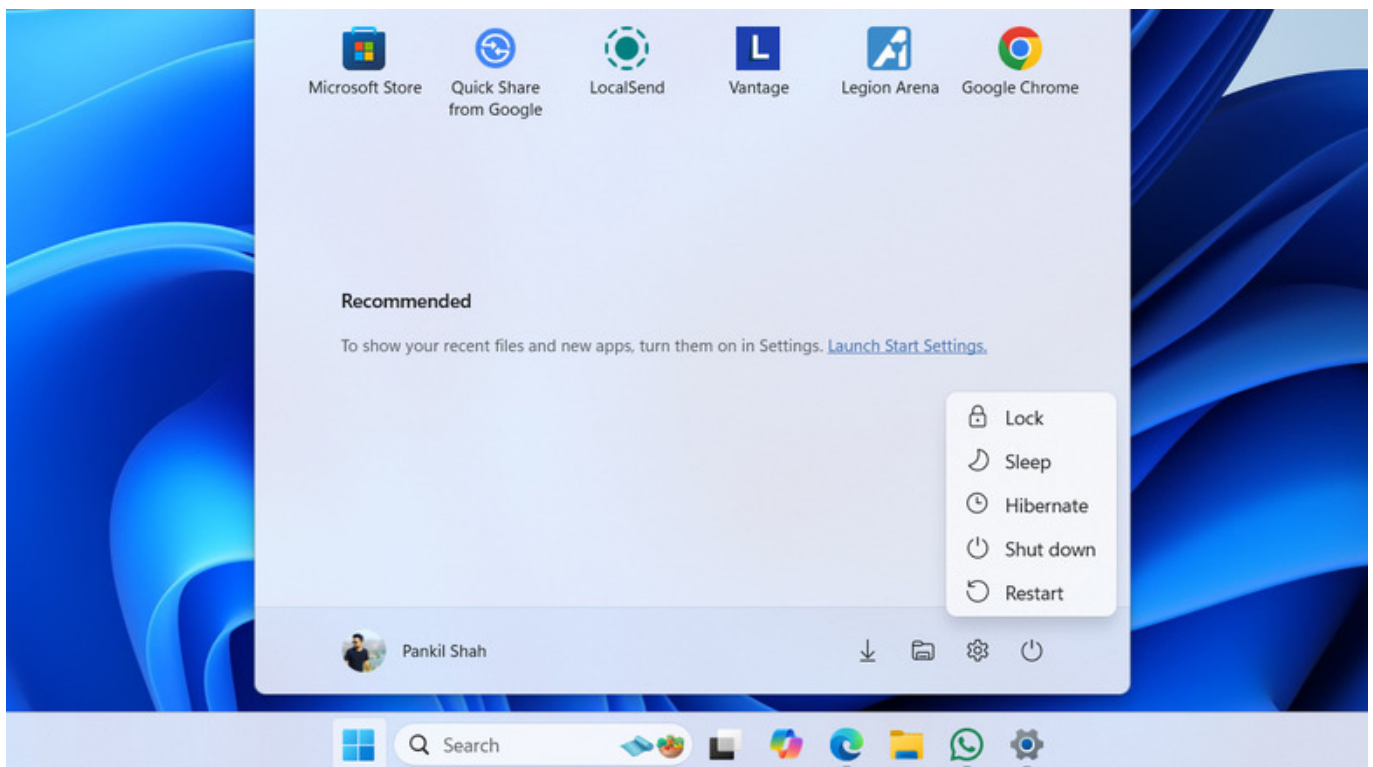 Microsoft Store
Quick Share
from Google
LocalSend
L
Vantage
Legion Arena
Google Chrome
Recommended
To show your recent files and new apps, turn them on in Settings. Launch Start Settings.
Lock
Sleep
Hibernate
Shut down
Restart
Pankil Shah
Search